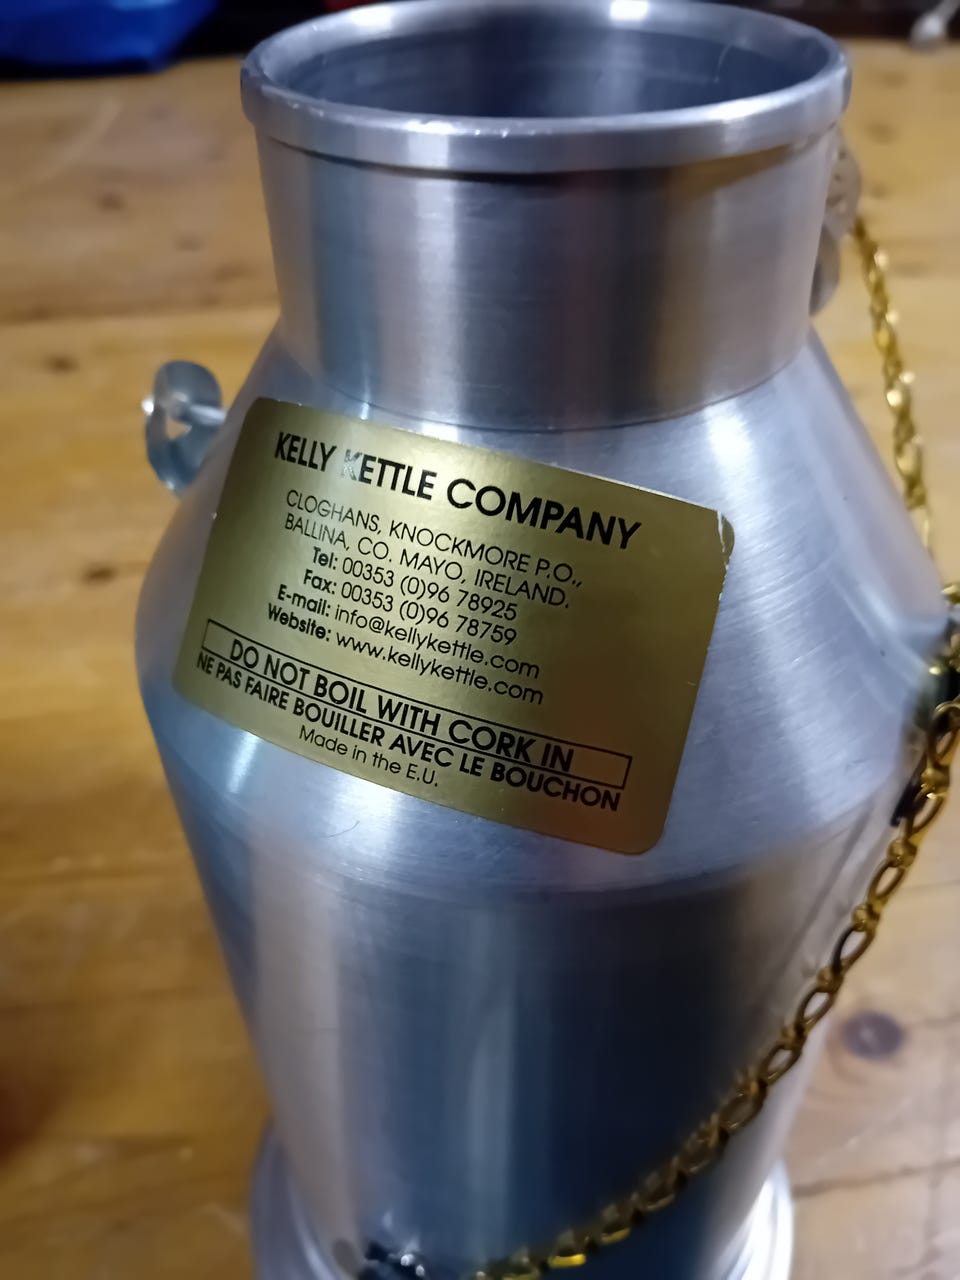 KELLY KETTLE COMPANY
CLOGHANS, KNOCKMORE P.O.,
BALLINA, CO. MAYO, IRELAND.
Tel: 00353 (0)96 78925
Fax: 00353 (0)96 78759
E-mail: info@kellykettle.com
Website: www.kellykettle.com
DO NOT BOIL WITH CORK IN
NE PAS FAIRE BOUILLER AVEC LE BOUCHON
Made in the E.U.